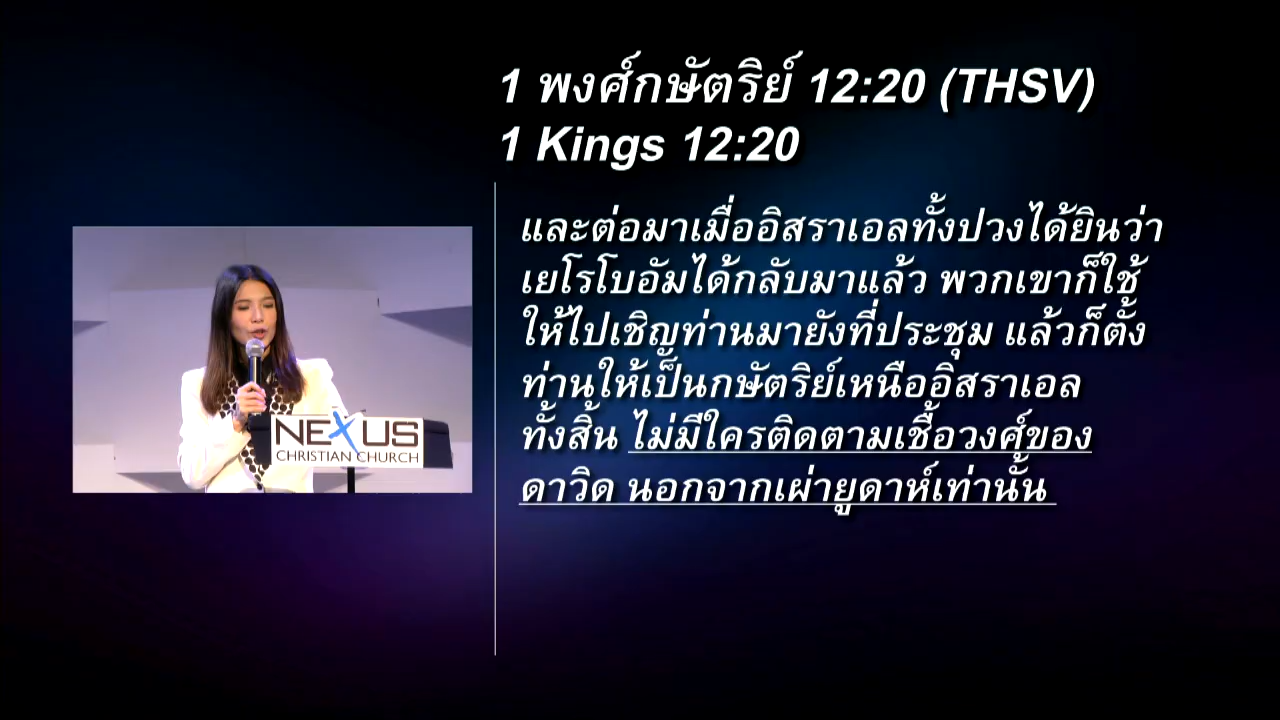 1 พงศ์กษัตริย์ 12:20 (THSV)
1 Kings 12:20
และต่อมาเมื่ออิสราเอลทั้งปวงได้ยินว่า
เยโรโบอัมได้กลับมาแล้ว พวกเขาก็ใช้
ให้ไปเชิญท่านมายังที่ประชุม แล้วก็ตั้ง
ท่านให้เป็นกษัตริย์เหนืออิสราเอล
ทั้งสิ้น ไม่มีใครติดตามเชื้อวงศ์ของ
ดาวิด นอกจากเผ่ายูดาห์เท่านั้น
NEXUS
CHRISTIAN CHURCH